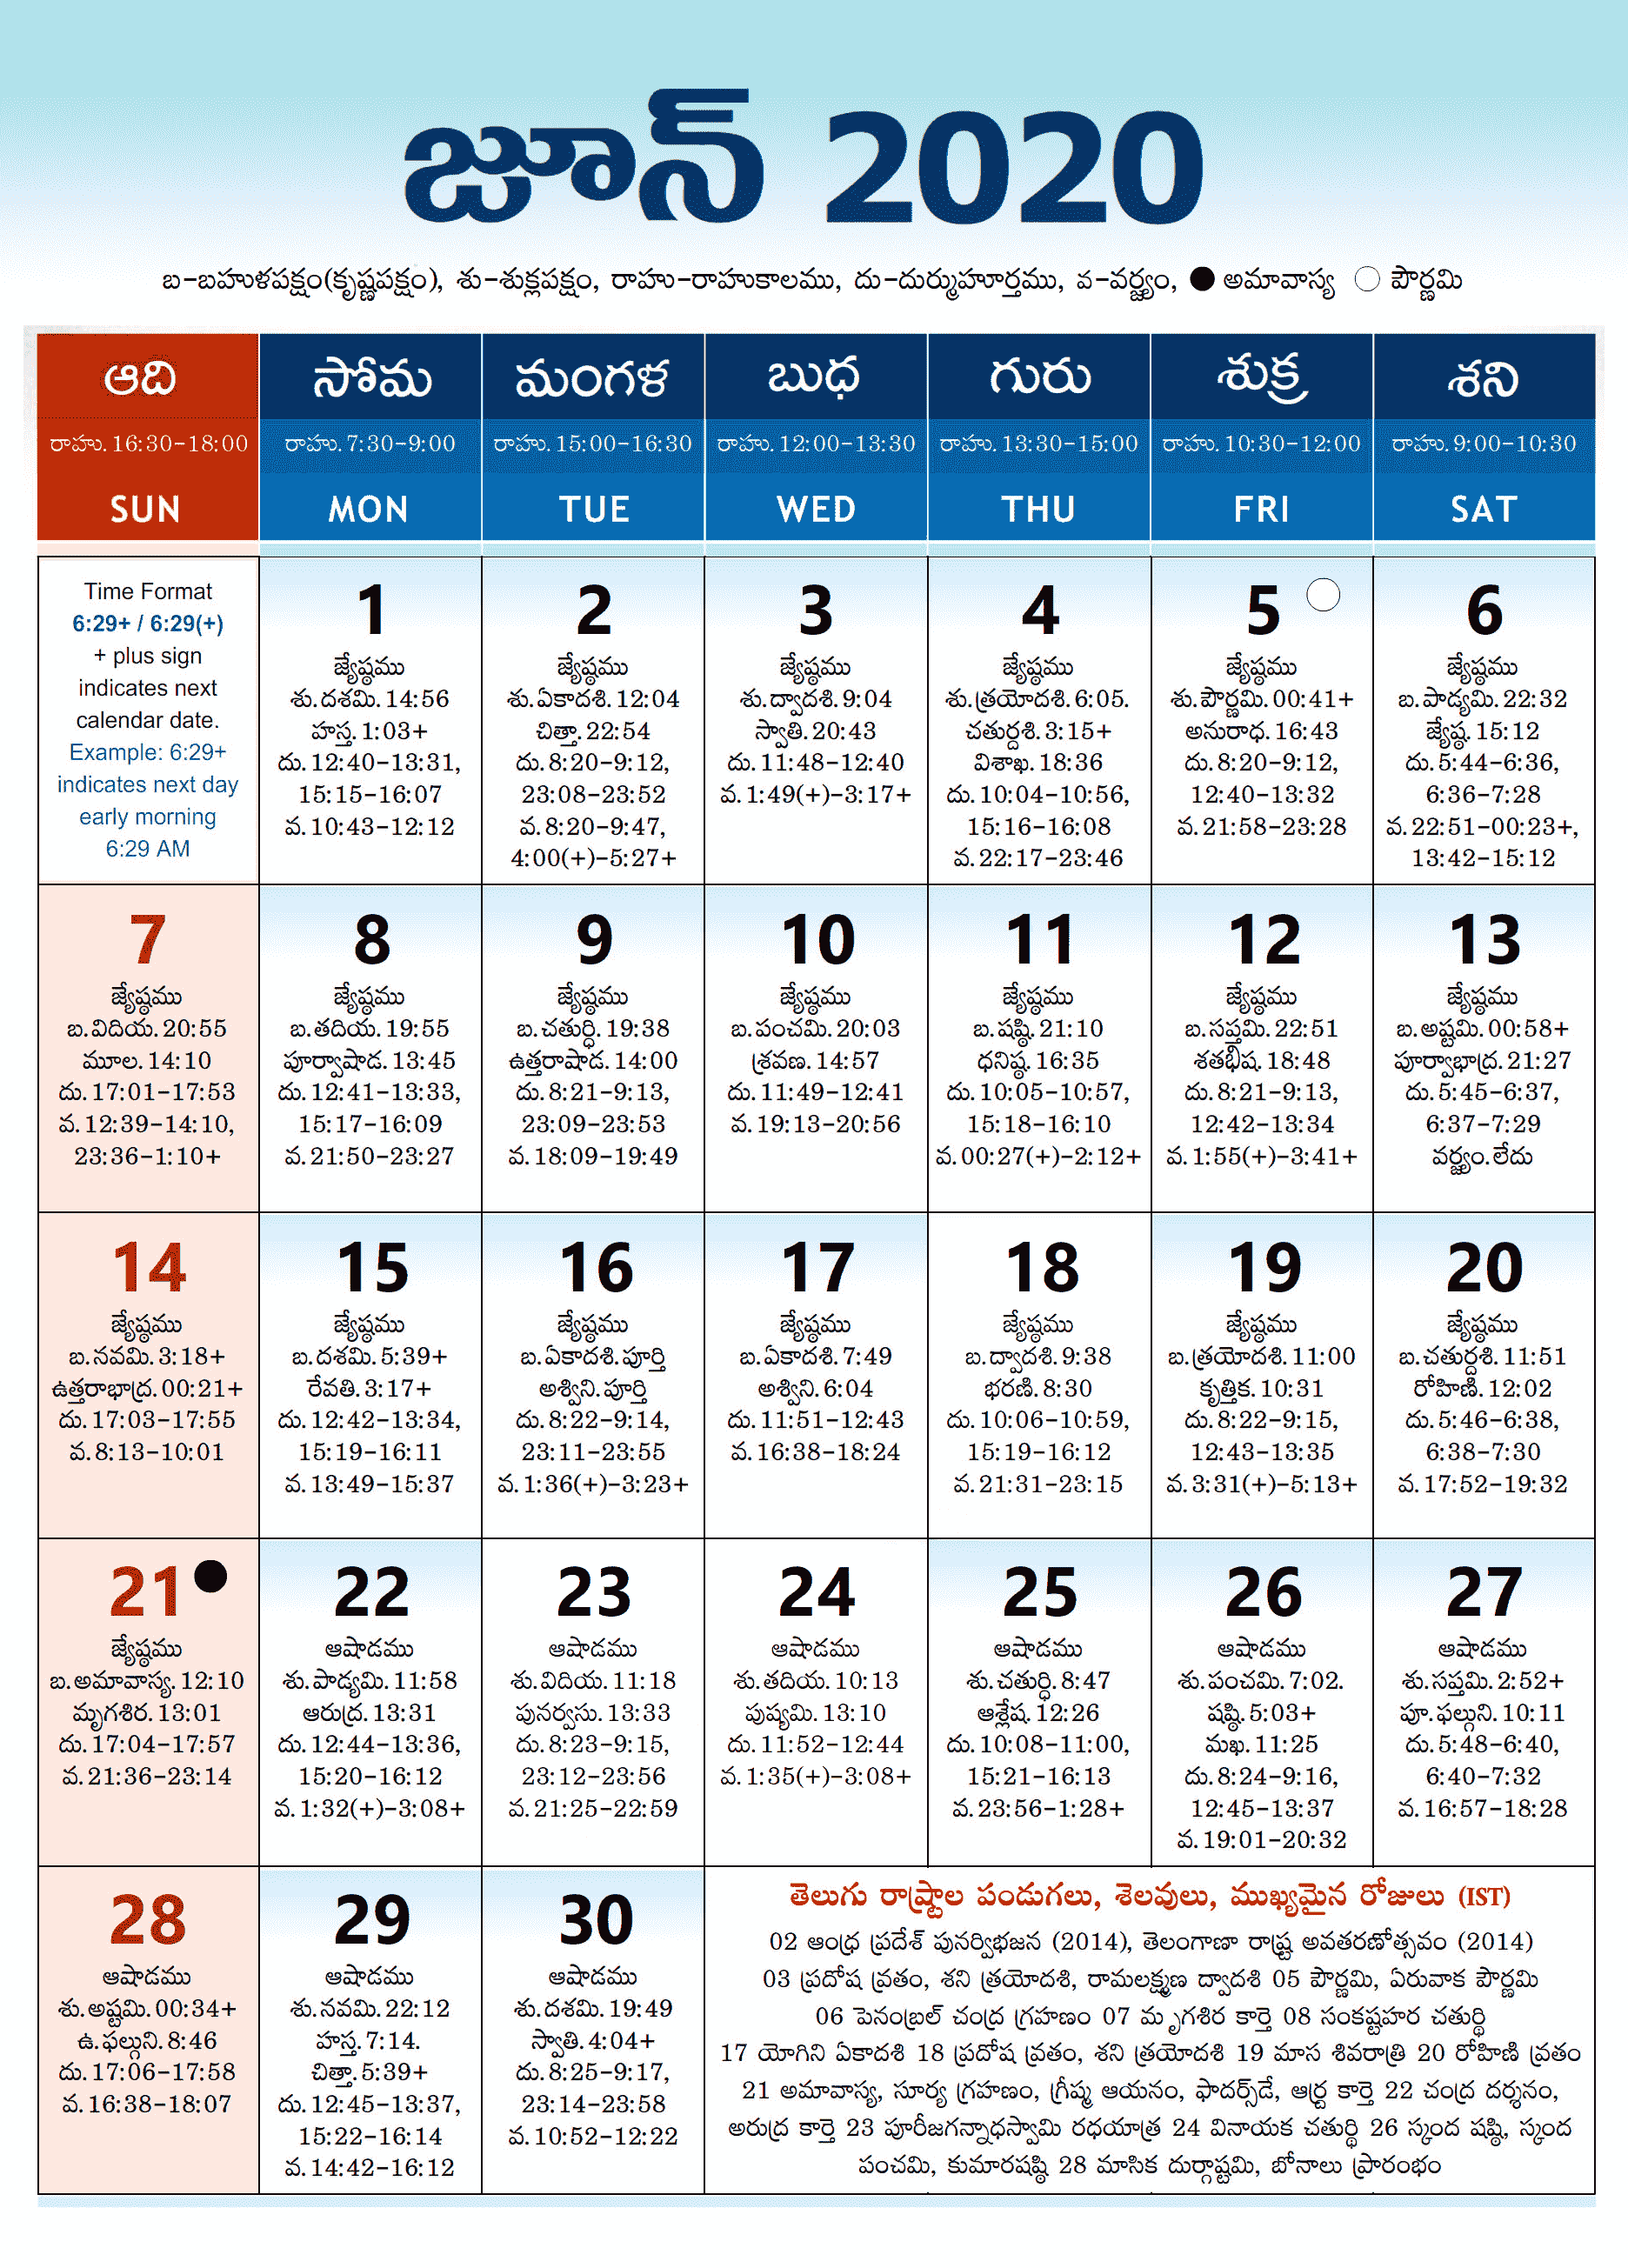 జూన్ 2020
బ-బహుళపక్షం(కృష్ణపక్షం), శు-శుక్లపక్షం, రాహు-రాహుకాలము, దు-దుర్ముహూర్తము, వ-వర్జ్యం, అమావాస్య పౌర్ణమి
ఆది సోమ మంగళ బుధ గురు శుక్ర శని
రాహు.16:30-18:00 రాహు.7:30-9:00 రాహు.15:00-16:30 రాహు.12:00-13:30 రాహు.13:30-15:00 రాహు.10:30-12:00 రాహు.9:00-10:30
SUN MON TUE WED THU FRI SAT
Time Format
6:29+ / 6:29(+)
+ plus sign
indicates next
calendar date.
Example: 6:29+
indicates next day
early morning
6:29 AM
1
జ్యేష్ఠము
శు.దశమి.14:56
హస్త.1:03+
దు.12:40-13:31,
15:15-16:07
వ.10:43-12:12
2
జ్యేష్ఠము
శు.ఏకాదశి.12:04
చిత్తా.22:54
దు.8:20-9:12,
23:08-23:52
వ.8:20-9:47,
4:00(+)-5:27+
3
జ్యేష్ఠము
శు.ద్వాదశి.9:04
స్వాతి.20:43
దు.11:48-12:40
వ.1:49(+)-3:17+
4
జ్యేష్ఠము
శు.త్రయోదశి.6:05.
చతుర్దశి.3:15+
విశాఖ.18:36
దు.10:04-10:56,
15:16-16:08
వ.22:17-23:46
5
జ్యేష్ఠము
శు.పౌర్ణమి.00:41+
అనురాధ.16:43
దు.8:20-9:12,
12:40-13:32
వ.21:58-23:28
6
జ్యేష్ఠము
బ.పాడ్యమి.22:32
జ్యేష్ఠ.15:12
దు.5:44-6:36,
6:36-7:28
వ.22:51-00:23+,
13:42-15:12
7
జ్యేష్ఠము
బ.విదియ.20:55
మూల.14:10
దు.17:01-17:53
వ.12:39-14:10,
23:36-1:10+
8
జ్యేష్ఠము
బ.తదియ.19:55
పూర్వాషాడ.13:45
దు.12:41-13:33,
15:17-16:09
వ.21:50-23:27
9
జ్యేష్ఠము
బ.చతుర్ధి.19:38
ఉత్తరాషాడ.14:00
దు.8:21-9:13,
23:09-23:53
వ.18:09-19:49
10
జ్యేష్ఠము
బ.పంచమి.20:03
శ్రవణ.14:57
దు.11:49-12:41
వ.19:13-20:56
11
జ్యేష్ఠము
బ.షష్ఠి.21:10
ధనిష్ఠ.16:35
దు.10:05-10:57,
15:18-16:10
వ.00:27(+)-2:12+
12
జ్యేష్ఠము
బ.సప్తమి.22:51
శతభిష.18:48
దు.8:21-9:13,
12:42-13:34
వ.1:55(+)-3:41+
13
జ్యేష్ఠము
బ.అష్టమి.00:58+
పూర్వాభాద్ర.21:27
దు.5:45-6:37,
6:37-7:29
వర్జ్యం.లేదు
14
జ్యేష్ఠము
బ.నవమి.3:18+
ఉత్తరాభాద్ర.00:21+
దు.17:03-17:55
వ.8:13-10:01
15
జ్యేష్ఠము
బ.దశమి.5:39+
రేవతి.3:17+
దు.12:42-13:34,
15:19-16:11
వ.13:49-15:37
16
జ్యేష్ఠము
బ.ఏకాదశి.పూర్తి
అశ్విని.పూర్తి
దు.8:22-9:14,
23:11-23:55
వ.1:36(+)-3:23+
17
జ్యేష్ఠము
బ.ఏకాదశి.7:49
అశ్విని.6:04
దు.11:51-12:43
వ.16:38-18:24
18
జ్యేష్ఠము
బ.ద్వాదశి.9:38
భరణి.8:30
దు.10:06-10:59,
15:19-16:12
వ.21:31-23:15
19
జ్యేష్ఠము
బ.త్రయోదశి.11:00
కృత్తిక.10:31
దు.8:22-9:15,
12:43-13:35
వ.3:31(+)-5:13+
20
జ్యేష్ఠము
బ.చతుర్దశి.11:51
రోహిణి.12:02
దు.5:46-6:38,
6:38-7:30
వ.17:52-19:32
21
జ్యేష్ఠము
బ.అమావాస్య.12:10
మృగశిర.13:01
దు.17:04-17:57
వ.21:36-23:14
22
ఆషాడము
శు.పాడ్యమి.11:58
ఆరుద్ర.13:31
దు.12:44-13:36,
15:20-16:12
వ.1:32(+)-3:08+
23
ఆషాడము
శు.విదియ.11:18
పునర్వసు.13:33
దు.8:23-9:15,
23:12-23:56
వ.21:25-22:59
24
ఆషాడము
శు.తదియ.10:13
పుష్యమి.13:10
దు.11:52-12:44
వ.1:35(+)-3:08+
25
ఆషాడము
శు.చతుర్ధి.8:47
ఆశ్లేష.12:26
దు.10:08-11:00,
15:21-16:13
వ.23:56-1:28+
26
ఆషాడము
శు.పంచమి.7:02.
షష్ఠి.5:03+
మఖ.11:25
దు.8:24-9:16,
12:45-13:37
వ.19:01-20:32
27
ఆషాడము
శు.సప్తమి.2:52+
పూ.ఫల్గుని.10:11
దు.5:48-6:40,
6:40-7:32
వ.16:57-18:28
28
ఆషాడము
శు.అష్టమి.00:34+
ఉ.ఫల్గుని.8:46
దు.17:06-17:58
వ.16:38-18:07
29
ఆషాడము
శు.నవమి.22:12
హస్త.7:14.
చిత్తా.5:39+
దు.12:45-13:37,
15:22-16:14
వ.14:42-16:12
30
ఆషాడము
శు.దశమి.19:49
స్వాతి.4:04+
దు.8:25-9:17,
23:14-23:58
వ.10:52-12:22
తెలుగు రాష్ట్రాల పండుగలు, శెలవులు, ముఖ్యమైన రోజులు (IST)
02 ఆంధ్ర ప్రదేశ్ పునర్విభజన (2014), తెలంగాణా రాష్ట్ర అవతరణోత్సవం (2014)
03 ప్రదోష వ్రతం, శని త్రయోదశి, రామలక్ష్మణ ద్వాదశి 05 పౌర్ణమి, ఏరువాక పౌర్ణమి
06 పెనంబ్రల్ చంద్ర గ్రహణం 07 మృగశిర కార్తె 08 సంకష్టహర చతుర్థి
17 యోగిని ఏకాదశి 18 ప్రదోష వ్రతం, శని త్రయోదశి 19 మాస శివరాత్రి 20 రోహిణి వ్రతం
21 అమావాస్య, సూర్య గ్రహణం, గ్రీష్మ ఆయనం, ఫాదర్స్‌డే, ఆర్ద్ర కార్తె 22 చంద్ర దర్శనం,
అరుద్ర కార్తె 23 పూరీజగన్నాధస్వామి రధయాత్ర 24 వినాయక చతుర్థి 26 స్కంద షష్ఠి, స్కంద
పంచమి, కుమారషష్ఠి 28 మాసిక దుర్గాష్టమి, బోనాలు ప్రారంభం